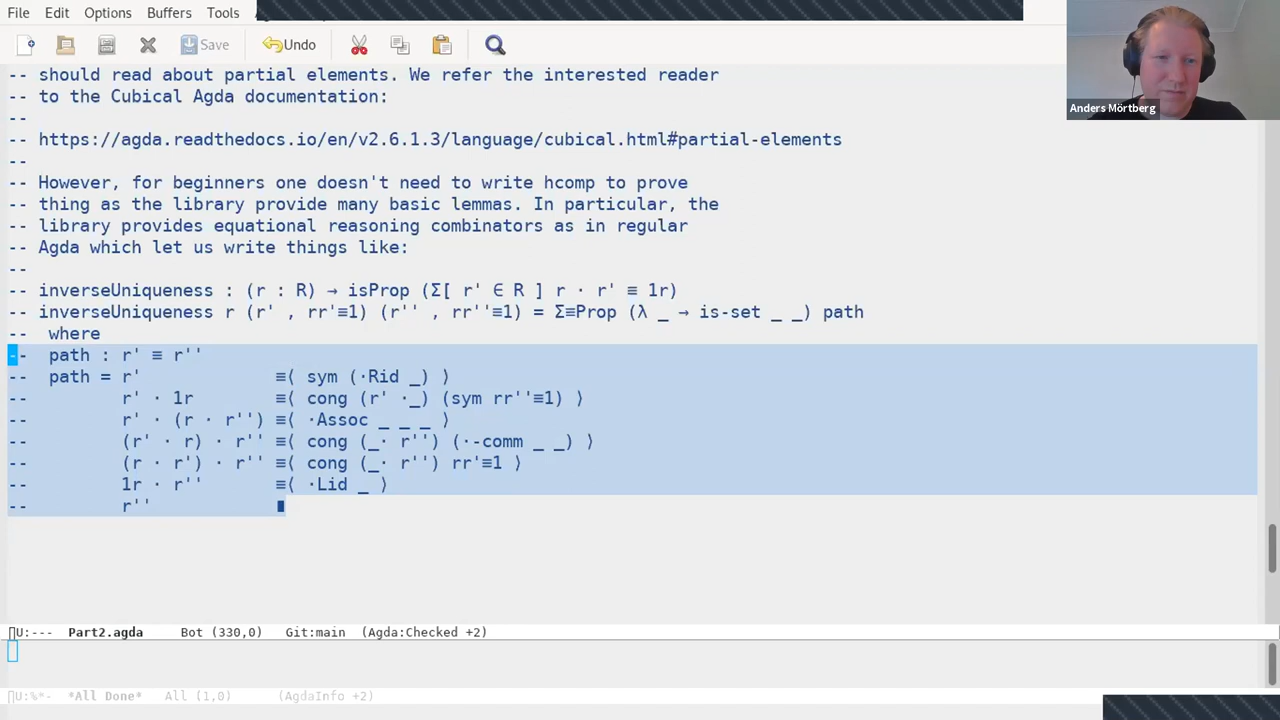 File Edit Options Buffers Tools
Save Undo
-- should read about partial elements. We refer the interested reader
-- to the Cubical Agda documentation:
--
-- https://agda.readthedocs.io/en/v2.6.1.3/language/cubical.html#partial-elements
--
-- However, for beginners one doesn't need to write hcomp to prove
-- thing as the library provide many basic lemmas. In particular, the
-- library provides equational reasoning combinators as in regular
-- Agda which let us write things like:
--
-- inverseUniqueness : (r : R) → isProp (Σ[ r' ∈ R ] r · r' ≡ 1r)
-- inverseUniqueness r (r' , rr'≡1) (r'' , rr''≡1) = Σ≡Prop (λ _ → is-set _ _) path
--  where
--  path : r' ≡ r''
--  path = r'             ≡⟨ sym (·Rid _) ⟩
--         r' · 1r        ≡⟨ cong (r' ·_) (sym rr''≡1) ⟩
--         r' · (r · r'') ≡⟨ ·Assoc _ _ _ ⟩
--         (r' · r) · r'' ≡⟨ cong (_· r'') (·-comm _ _) ⟩
--         (r · r') · r'' ≡⟨ cong (_· r'') rr'≡1 ⟩
--         1r · r''       ≡⟨ ·Lid _ ⟩
--         r''            ∎
U:--- Part2.agda Bot (330,0) Git:main (Agda:Checked +2)
U:%*- *All Done* All (1,0) (AgdaInfo +2)
Anders Mörtberg